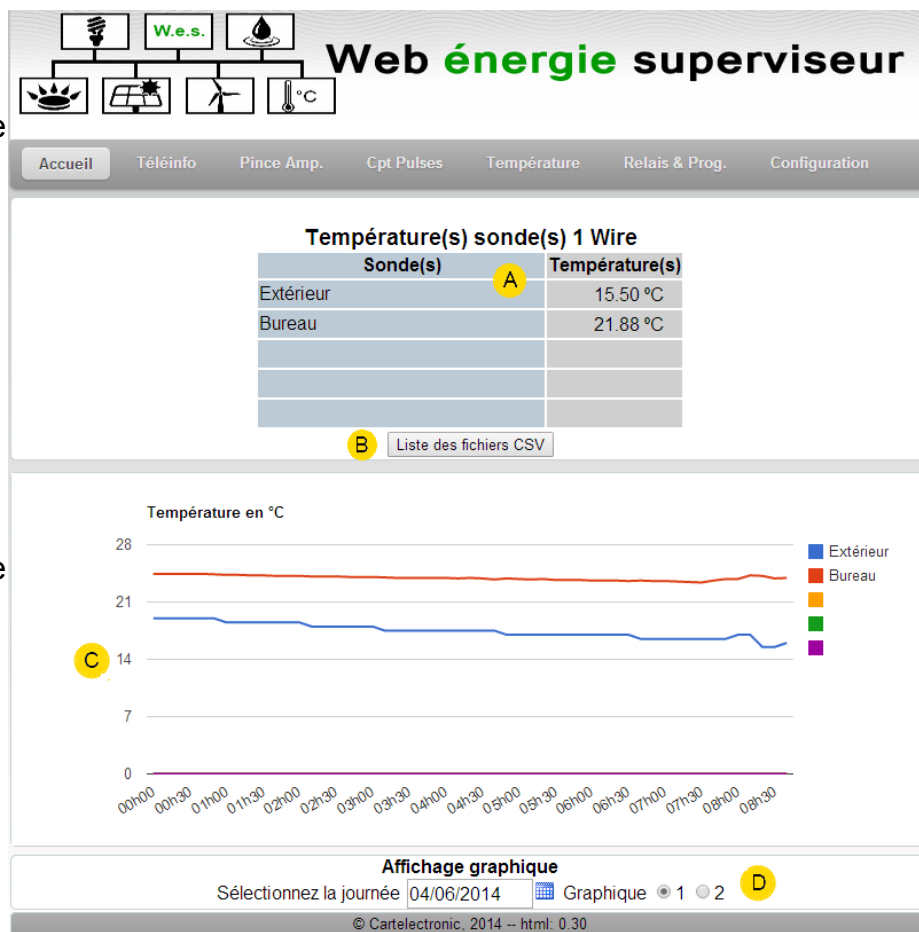 W.e.s.
°C
Web énergie superviseur
e
Accueil Téléinfo Pince Amp. Cpt Pulses Température Relais & Prog. Configuration
Température(s) sonde(s) 1 Wire
Sonde(s) A Température(s)
Extérieur 15.50 ºC
Bureau 21.88 ºC
B Liste des fichiers CSV
Température en °C
28
21
14
7
0
C
e
Extérieur
Bureau
00h00 00h30 01h00 01h30 02h00 02h30 03h00 03h30 04h00 04h30 05h00 05h30 06h00 06h30 07h00 07h30 08h00 08h30
Affichage graphique
Sélectionnez la journée 04/06/2014 Graphique 1 2 D
© Cartelectronic, 2014 -- html: 0.30